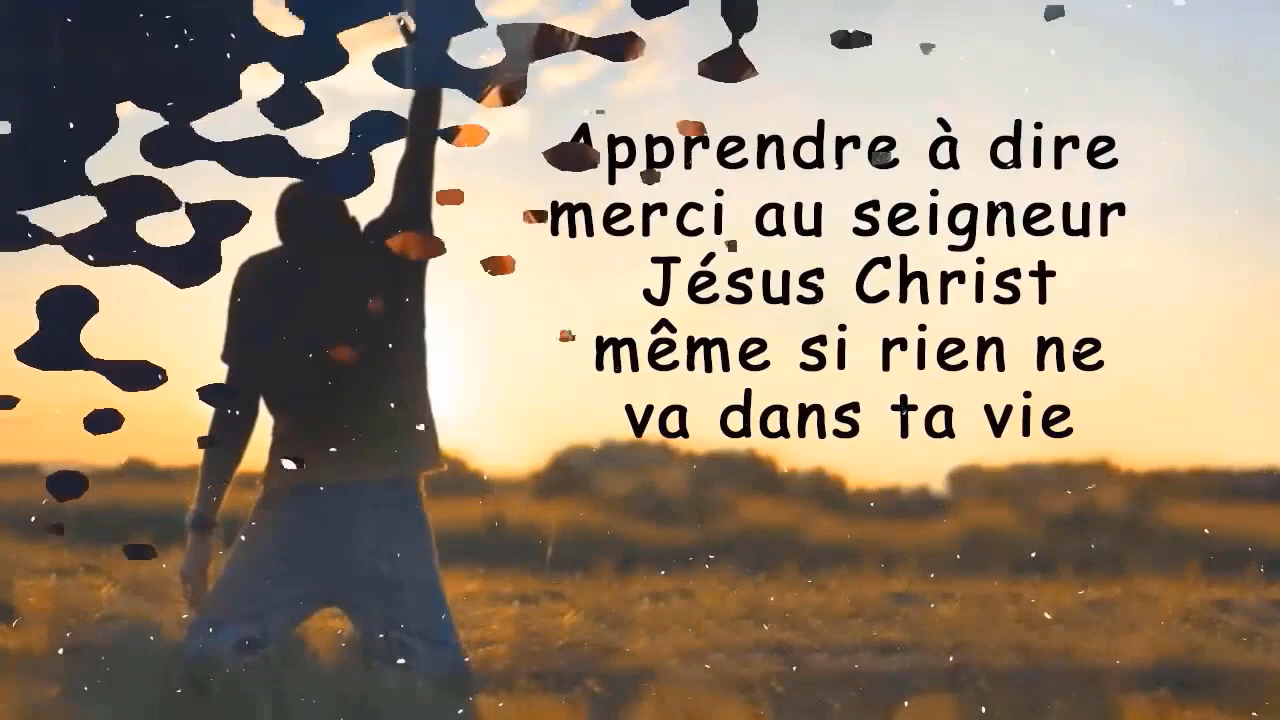 Apprendre à dire
merci au seigneur
Jésus Christ
même si rien ne
va dans ta vie